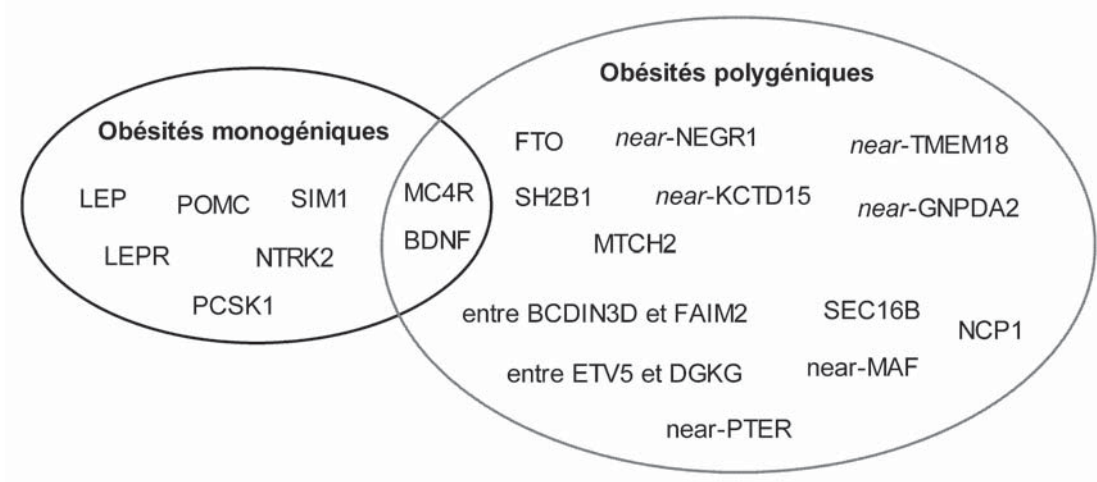 Obésités monogéniques
LEP
POMC
SIM1
LEPR
NTRK2
PCSK1
MC4R
BDNF
Obésités polygéniques
FTO
near-NEGR1
near-TMEM18
SH2B1
near-KCTD15
near-GNPDA2
MTCH2
entre BCDIN3D et FAIM2
SEC16B
NCP1
entre ETV5 et DGKG
near-MAF
near-PTER